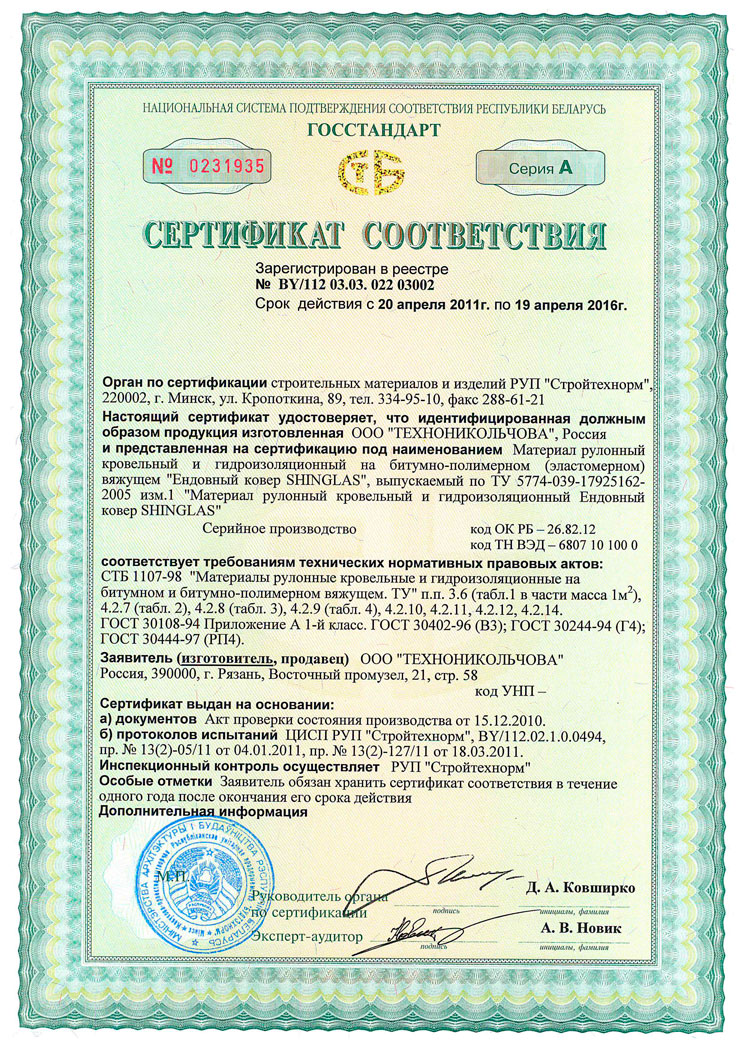 НАЦИОНАЛЬНАЯ СИСТЕМА ПОДТВЕРЖДЕНИЯ СООТВЕТСТВИЯ РЕСПУБЛИКИ БЕЛАРУСЬ
ГОССТАНДАРТ
№ 0231935
СТБ
Серия А
СЕРТИФИКАТ СООТВЕТСТВИЯ
Зарегистрирован в реестре
№ BY/112 03.03. 022 03002
Срок действия с 20 апреля 2011г. по 19 апреля 2016г.
Орган по сертификации строительных материалов и изделий РУП "Стройтехнорм",
220002, г. Минск, ул. Кропоткина, 89, тел. 334-95-10, факс 288-61-21
Настоящий сертификат удостоверяет, что идентифицированная должным
образом продукция изготовленная ООО "ТЕХНОНИКОЛЬЧОВА", Россия
и представленная на сертификацию под наименованием Материал рулонный
кровельный и гидроизоляционный на битумно-полимерном (эластомерном)
вяжущем "Ендовный ковер SHINGLAS", выпускаемый по ТУ 5774-039-17925162-
2005 изм.1 "Материал рулонный кровельный и гидроизоляционный Ендовный
ковер SHINGLAS"
Серийное производство код ОК РБ – 26.82.12
код ТН ВЭД – 6807 10 100 0
соответствует требованиям технических нормативных правовых актов:
СТБ 1107-98 "Материалы рулонные кровельные и гидроизоляционные на
битумном и битумно-полимерном вяжущем. ТУ" п.п. 3.6 (табл.1 в части масса 1м²),
4.2.7 (табл. 2), 4.2.8 (табл. 3), 4.2.9 (табл. 4), 4.2.10, 4.2.11, 4.2.12, 4.2.14.
ГОСТ 30108-94 Приложение А 1-й класс. ГОСТ 30402-96 (В3); ГОСТ 30244-94 (Г4);
ГОСТ 30444-97 (РП4).
Заявитель (изготовитель, продавец) ООО "ТЕХНОНИКОЛЬЧОВА"
Россия, 390000, г. Рязань, Восточный промузел, 21, стр. 58
код УНП –
Сертификат выдан на основании:
а) документов Акт проверки состояния производства от 15.12.2010.
б) протоколов испытаний ЦИСП РУП "Стройтехнорм", BY/112.02.1.0.0494,
пр. № 13(2)-05/11 от 04.01.2011, пр. № 13(2)-127/11 от 18.03.2011.
Инспекционный контроль осуществляет РУП "Стройтехнорм"
Особые отметки Заявитель обязан хранить сертификат соответствия в течение
одного года после окончания его срока действия
Дополнительная информация
МІНІСТЭРСТВА АРХІТЭКТУРЫ І БУДАЎНІЦТВА РЭСПУБЛІКІ БЕЛАРУСЬ
М.П.
Руководитель органа
по сертификации
Д. А. Ковширко
подпись инициалы, фамилия
Эксперт-аудитор
А. В. Новик
подпись инициалы, фамилия